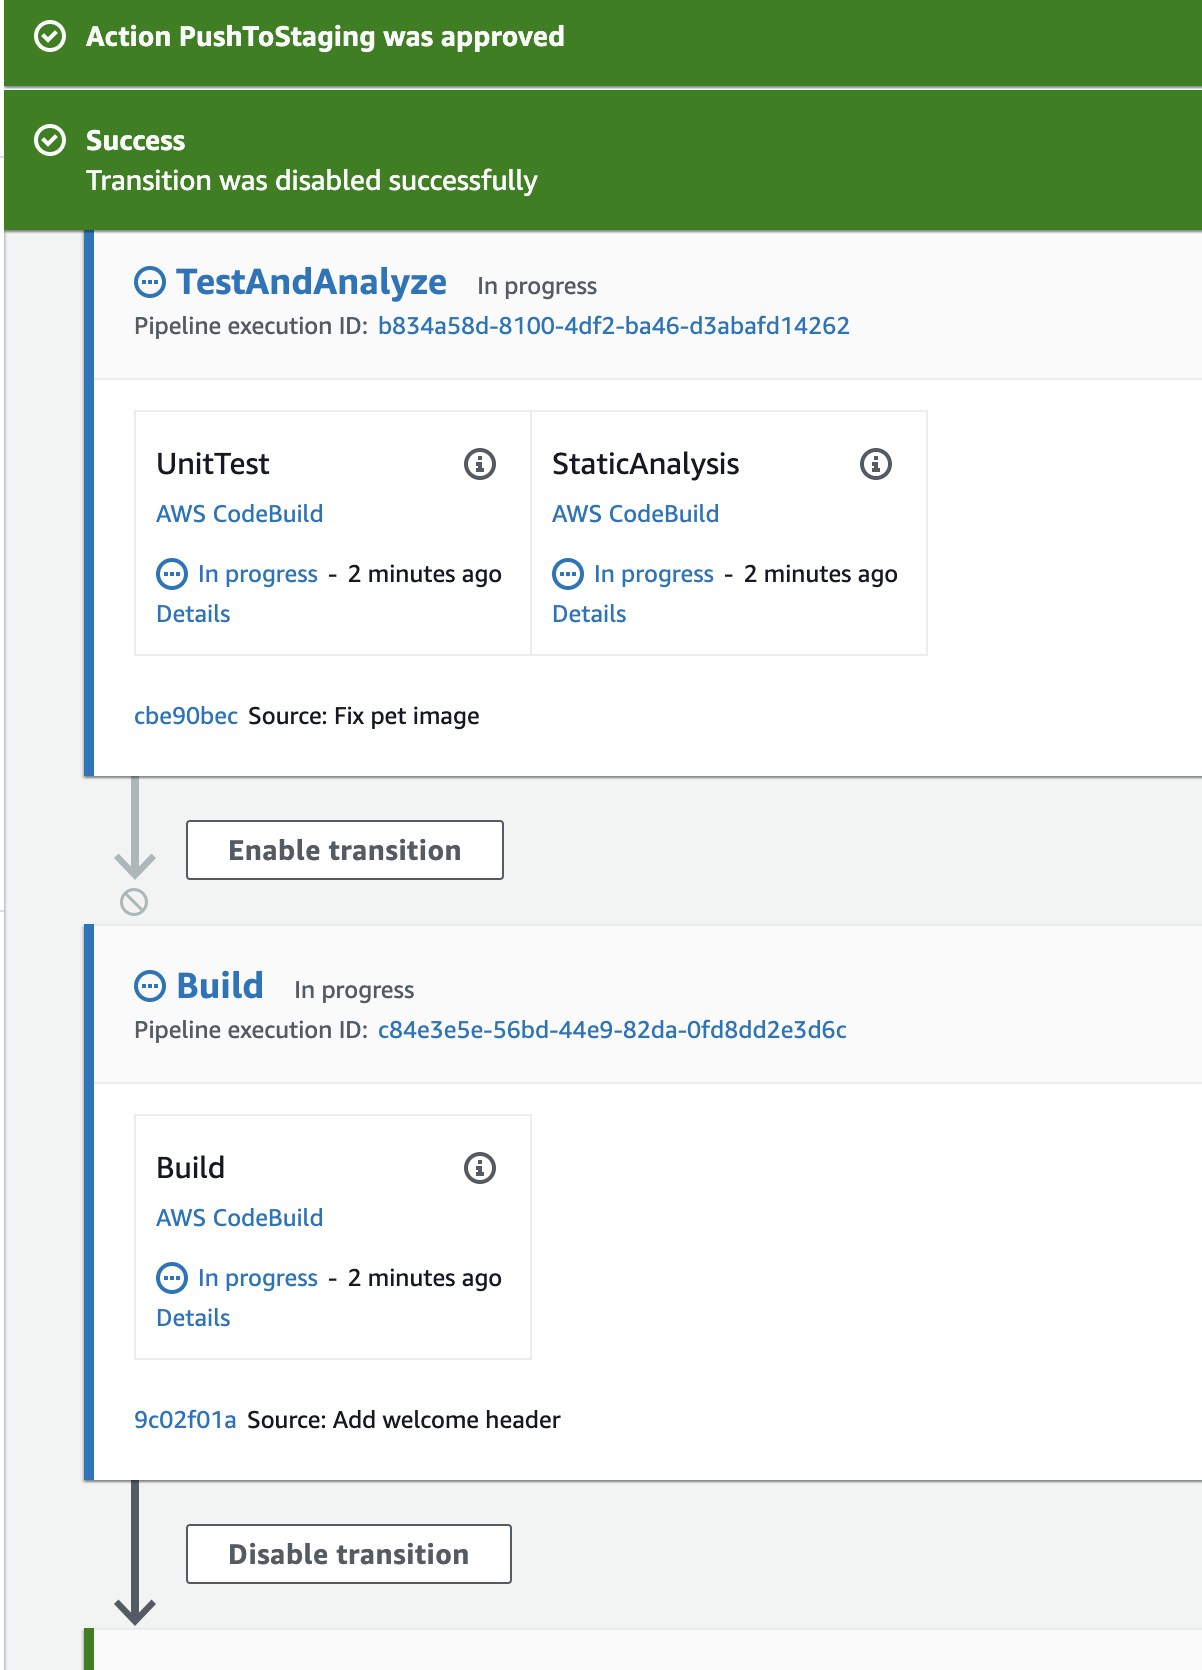 Action PushToStaging was approved
Success
Transition was disabled successfully
TestAndAnalyze In progress
Pipeline execution ID: b834a58d-8100-4df2-ba46-d3abafd14262
UnitTest
AWS CodeBuild
In progress - 2 minutes ago
Details
StaticAnalysis
AWS CodeBuild
In progress - 2 minutes ago
Details
cbe90bec Source: Fix pet image
Enable transition
Build In progress
Pipeline execution ID: c84e3e5e-56bd-44e9-82da-0fd8dd2e3d6c
Build
AWS CodeBuild
In progress - 2 minutes ago
Details
9c02f01a Source: Add welcome header
Disable transition